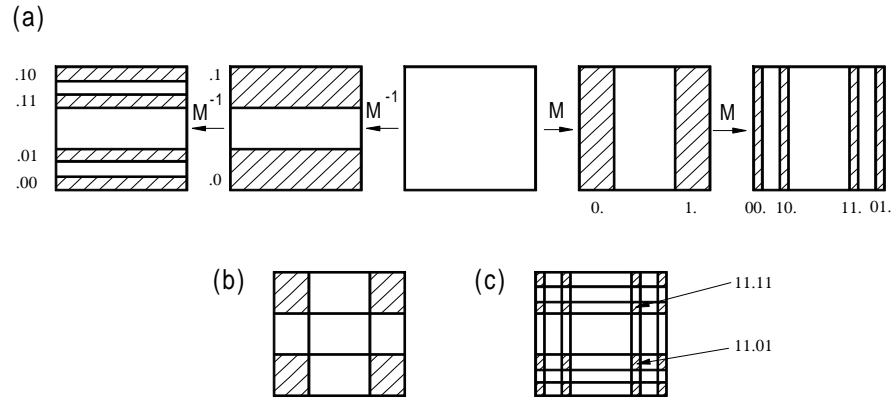 (a)
.10
.11
.01
.00
M⁻¹
.1
.0
M⁻¹
M
0. 1.
M
00. 10. 11. 01.
(b)
(c)
11.11
11.01